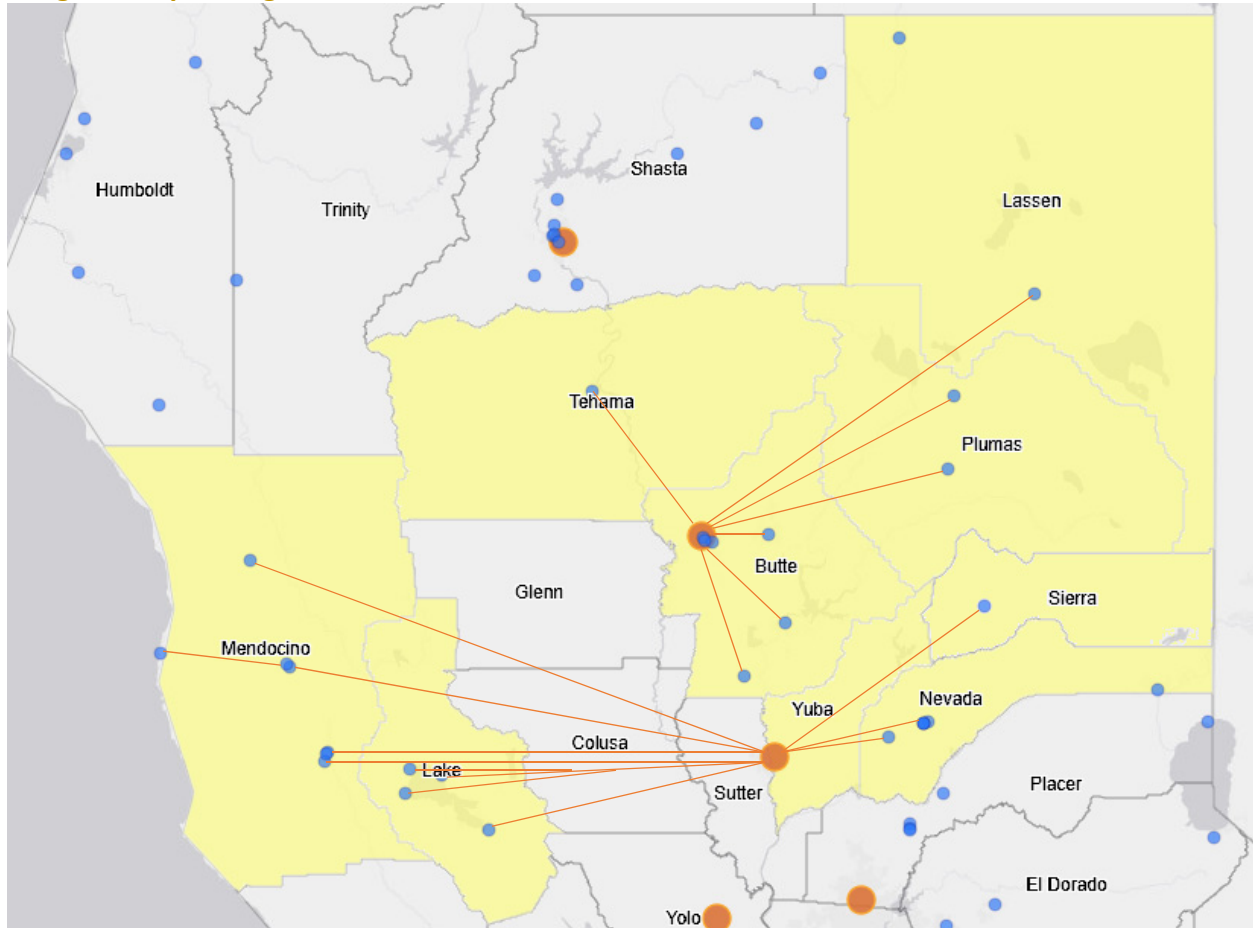 Shasta
Humboldt
Lassen
Trinity
Tehama
Plumas
Butte
Glenn
Sierra
Mendocino
Nevada
Yuba
Colusa
Lake
Placer
Sutter
El Dorado
Yolo